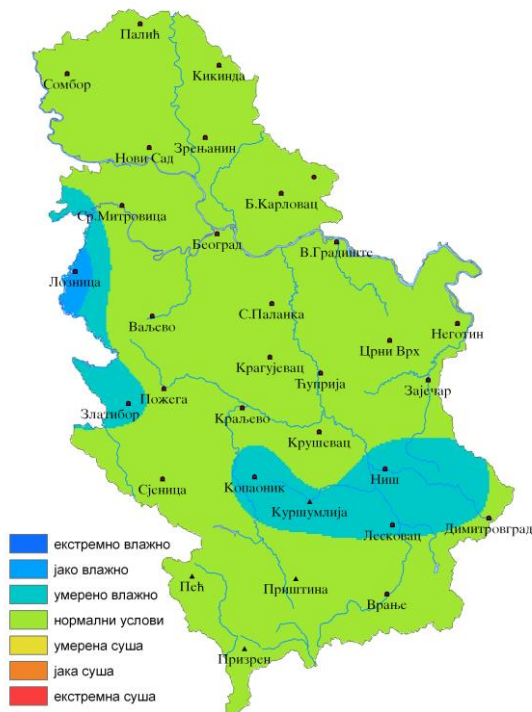 Палић
Сомбор
Кикинда
Зрењанин
Нови Сад
Б.Карловац
Ср.Митровица
Београд
В.Градиште
Лозница
С.Паланка
Ваљево
Неготин
Црни Врх
Крагујевац
Ћуприја
Зајечар
Пожега
Златибор
Краљево
Крушевац
Ниш
Сјеница
Копаоник
Куршумлија
Лесковац
Димитровград
Пећ
Приштина
Врање
Призрен
екстремно влажно
јако влажно
умерено влажно
нормални услови
умерена суша
јака суша
екстремна суша